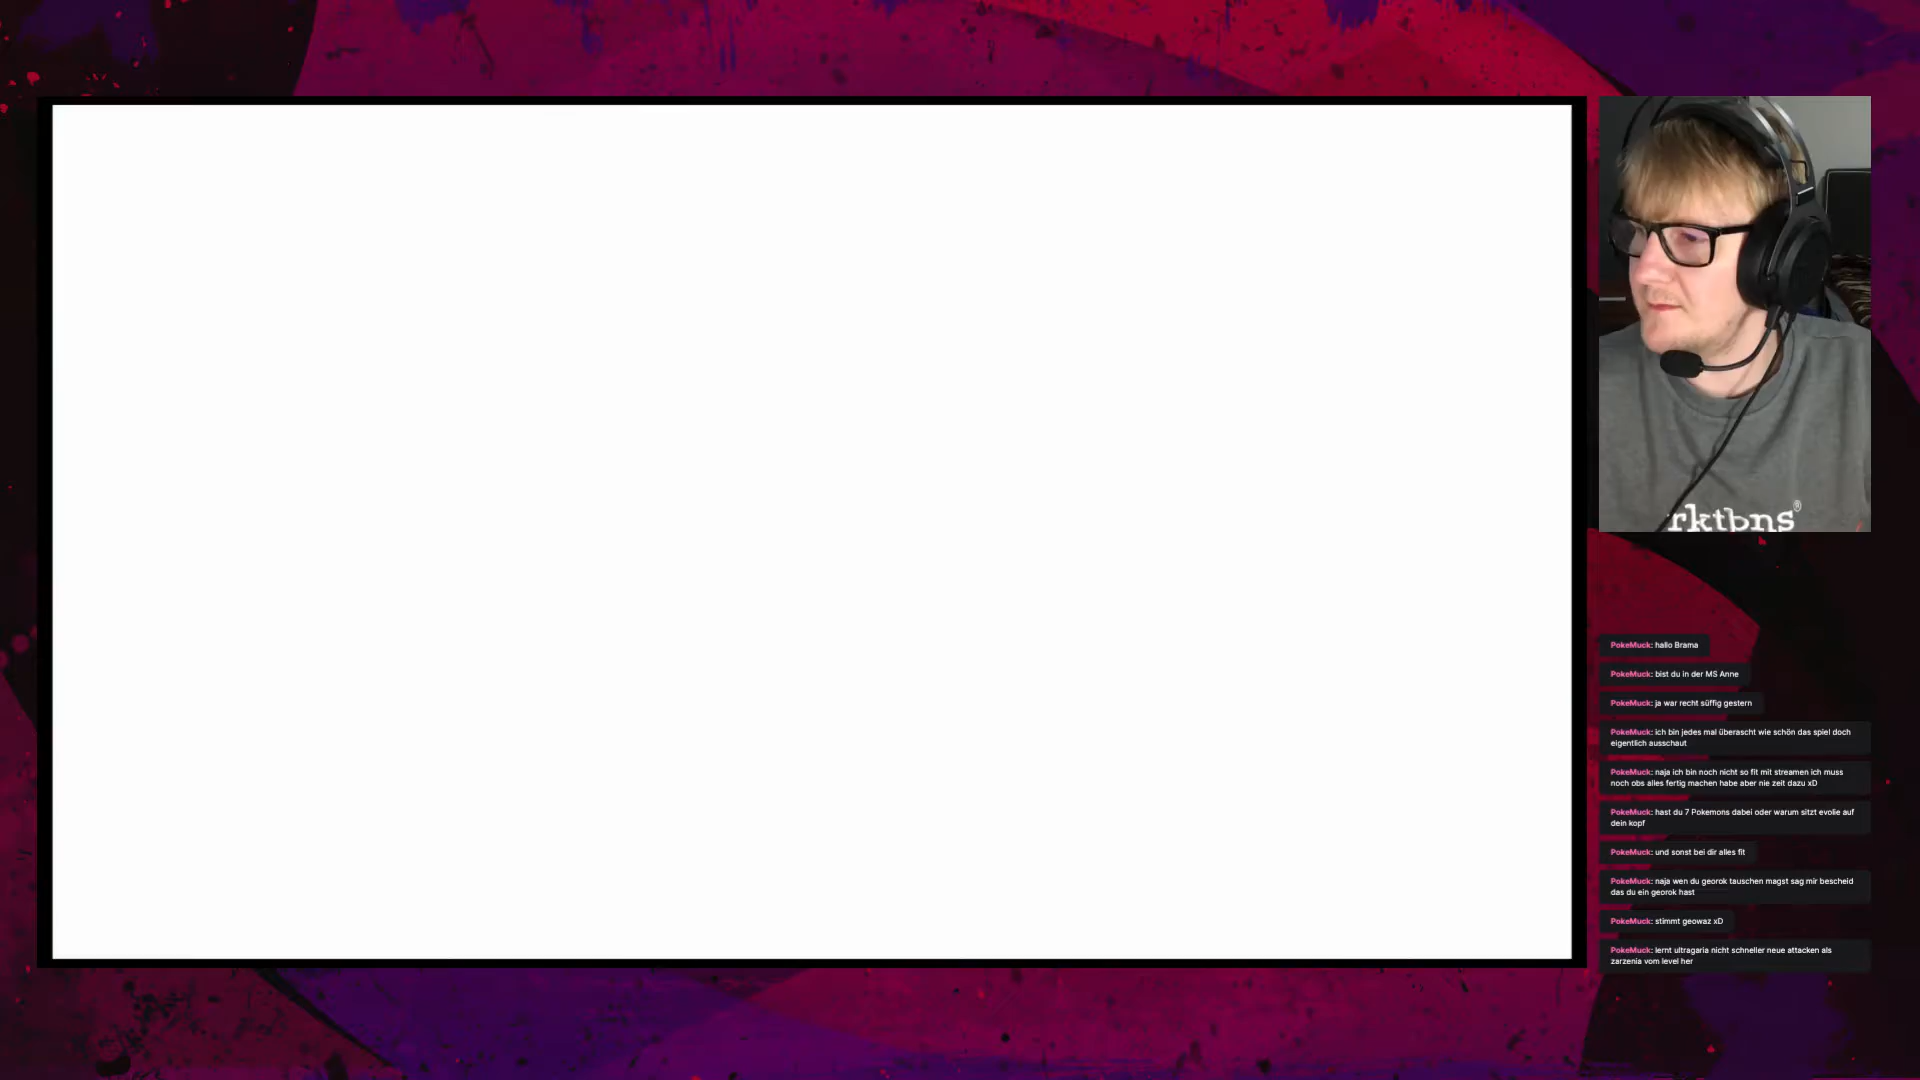 rktbns®
PokeMuck: hallo Brama
PokeMuck: bist du in der MS Anne
PokeMuck: ja war recht süffig gestern
PokeMuck: ich bin jedes mal überascht wie schön das spiel doch
eigentlich ausschaut
PokeMuck: naja ich bin noch nicht so fit mit streamen ich muss
noch obs alles fertig machen habe aber nie zeit dazu xD
PokeMuck: hast du 7 Pokemons dabei oder warum sitzt evolie auf
dein kopf
PokeMuck: und sonst bei dir alles fit
PokeMuck: naja wen du georok tauschen magst sag mir bescheid
das du ein georok hast
PokeMuck: stimmt geowaz xD
PokeMuck: lernt ultragaria nicht schneller neue attacken als
zarzenia vom level her